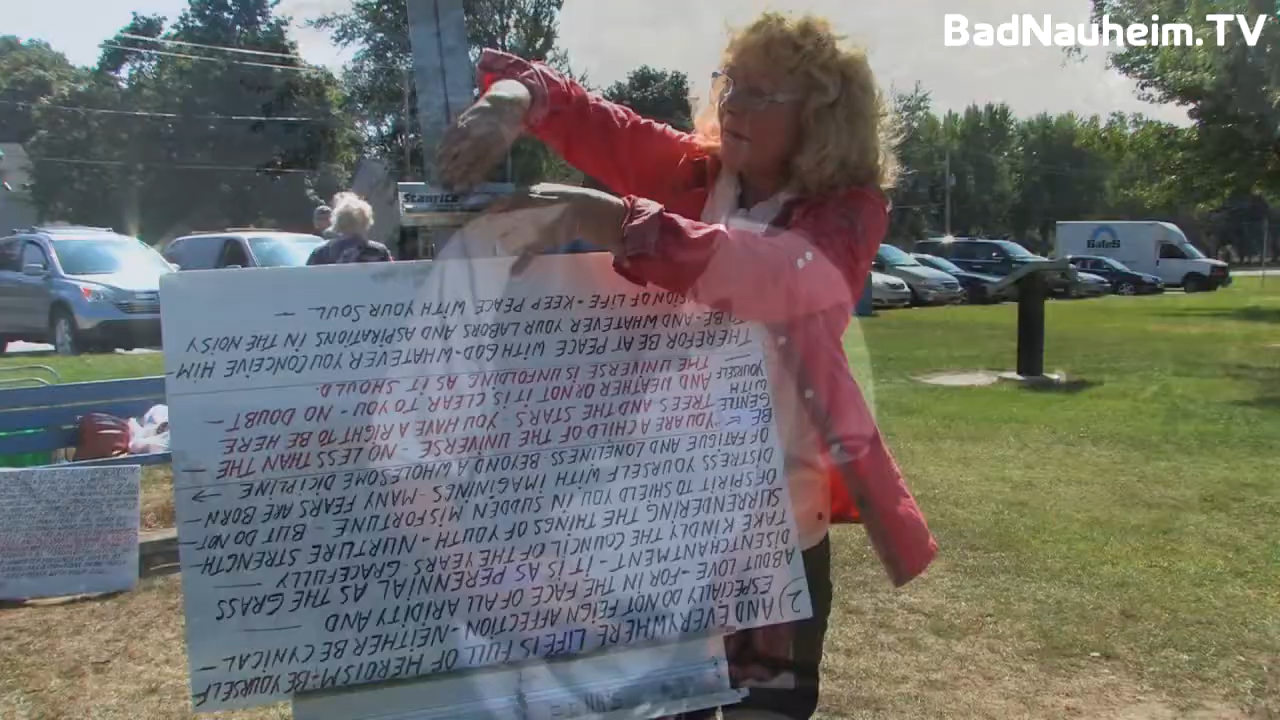 BadNauheim.TV
Stanrite
Bates
2) AND EVERYWHERE LIFE IS FULL OF HEROISM - BE YOURSELF
ESPECIALLY DO NOT FEIGN AFFECTION - NEITHER BE CYNICAL -
ABOUT LOVE - FOR IN THE FACE OF ALL ARIDITY AND
DISENTCHANTMENT - IT IS AS PERENNIAL AS THE GRASS
TAKE KINDLY THE COUNCIL OF THE YEARS - GRACEFULLY
SURRENDERING THE THINGS OF YOUTH - NURTURE STRENGTH
OF SPIRIT TO SHIELD YOU IN SUDDEN MISFORTUNE - BUT DO NOT
DISTRESS YOURSELF WITH IMAGININGS - MANY FEARS ARE BORN -
OF FATIGUE AND LONELINESS BEYOND A WHOLESOME DICIPLINE →
BE
GENTRE
WITH
YOURSELF
YOU ARE A CHILD OF THE UNIVERSE - NO LESS THAN THE -
TREES AND THE STARS. YOU HAVE A RIGHT TO BE HERE
AND WEATHER OR NOT IT IS CLEAR TO YOU - NO DOUBT -
THE UNIVERSE IS UNFOLDING AS IT SHOULD.
THEREFOR BE AT PEACE WITH GOD - WHATEVER YOU CONCEIVE HIM
TO BE - AND WHATEVER YOUR LABORS AND ASPIRATIONS IN THE NOISY
OF LIFE - KEEP PEACE WITH YOUR SOUL -